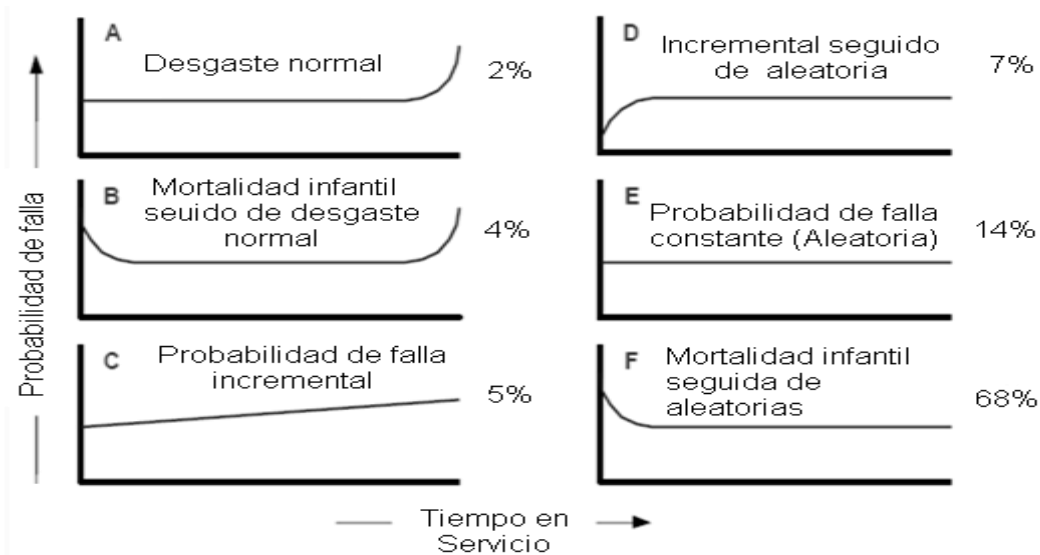 Probabilidad de falla
A
Desgaste normal
2%
B
Mortalidad infantil
seuido de desgaste
normal
4%
C
Probabilidad de falla
incremental
5%
D
Incremental seguido
de aleatoria
7%
E
Probabilidad de falla
constante (Aleatoria)
14%
F
Mortalidad infantil
seguida de
aleatorias
68%
Tiempo en
Servicio